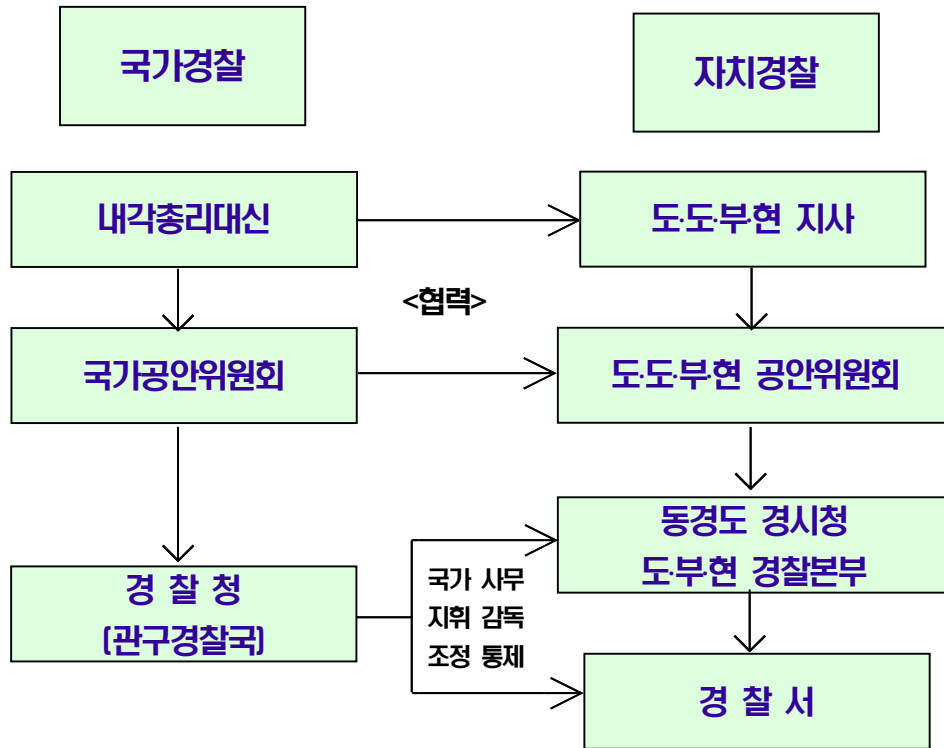 국가경찰
자치경찰
내각총리대신
도·도·부·현 지사
<협력>
국가공안위원회
도·도·부·현 공안위원회
동경도 경시청
도·부·현 경찰본부
경 찰 청
(관구경찰국)
국가 사무
지휘 감독
조정 통제
경 찰 서